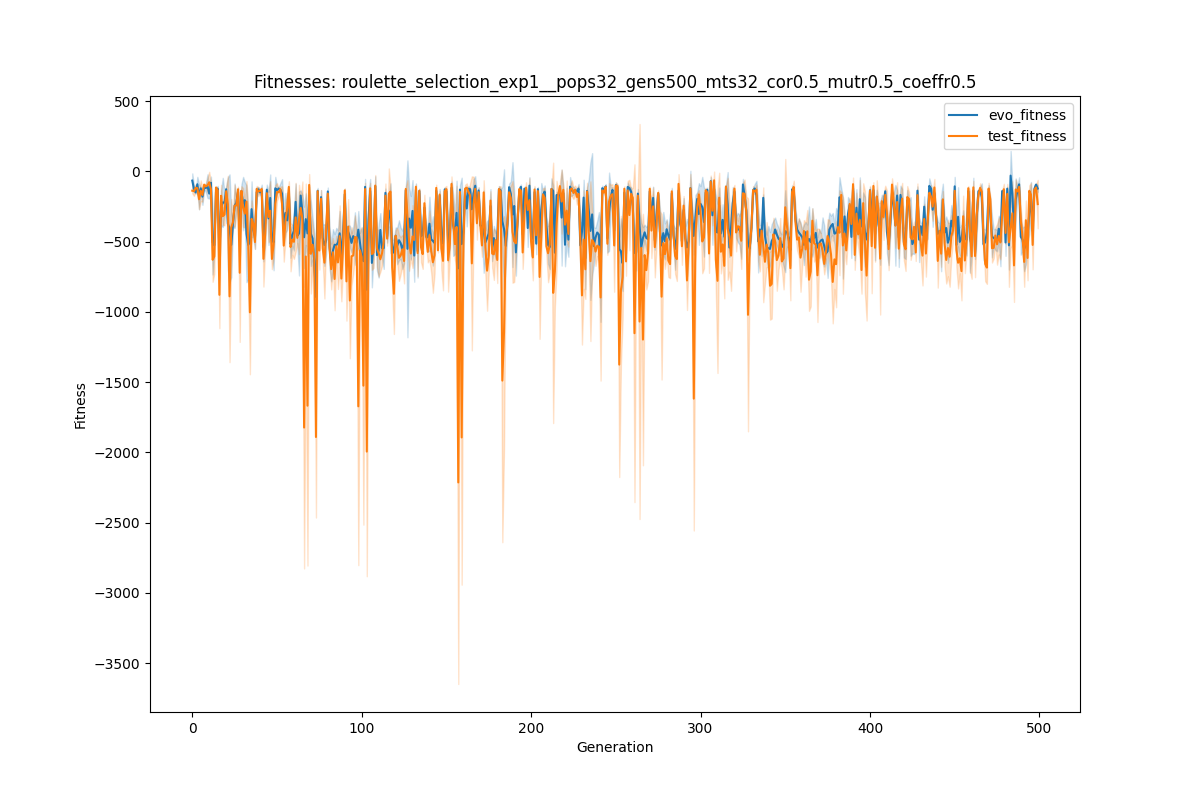 Fitnesses: roulette_selection_exp1__pops32_gens500_mts32_cor0.5_mutr0.5_coeffr0.5
evo_fitness
test_fitness
500
0
−500
−1000
−1500
−2000
−2500
−3000
−3500
Fitness
0 100 200 300 400 500
Generation